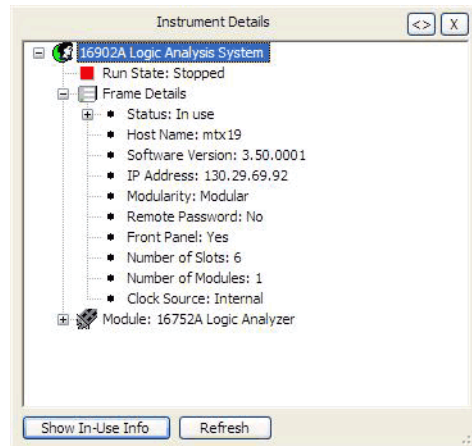 Instrument Details
<> X
16902A Logic Analysis System
Run State: Stopped
Frame Details
Status: In use
Host Name: mtx19
Software Version: 3.50.0001
IP Address: 130.29.69.92
Modularity: Modular
Remote Password: No
Front Panel: Yes
Number of Slots: 6
Number of Modules: 1
Clock Source: Internal
Module: 16752A Logic Analyzer
Show In-Use Info Refresh